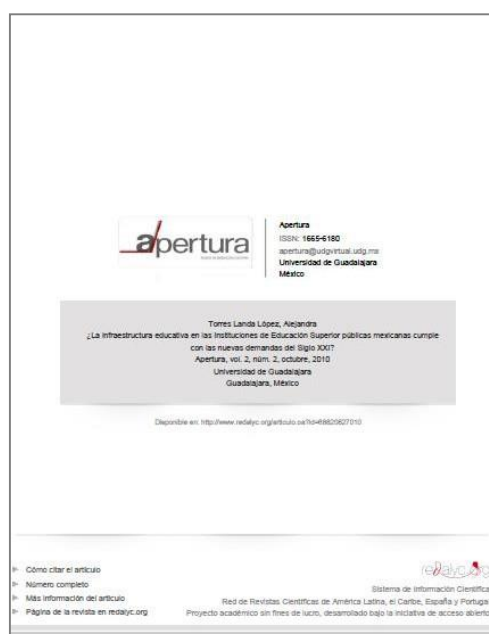 apertura
Apertura
ISSN: 1665-6180
apertura@udgvirtual.udg.mx
Universidad de Guadalajara
México
Torres Landa López, Alejandra
¿La infraestructura educativa en las Instituciones de Educación Superior públicas mexicanas cumple
con las nuevas demandas del Siglo XXI?
Apertura, vol. 2, núm. 2, octubre, 2010
Universidad de Guadalajara
Guadalajara, México
Disponible en: http://www.redalyc.org/articulo.oa?id=68820827010
Cómo citar el artículo
Número completo
Más información del artículo
Página de la revista en redalyc.org
redalyc.org
Sistema de Información Científica
Red de Revistas Científicas de América Latina, el Caribe, España y Portugal
Proyecto académico sin fines de lucro, desarrollado bajo la iniciativa de acceso abierto